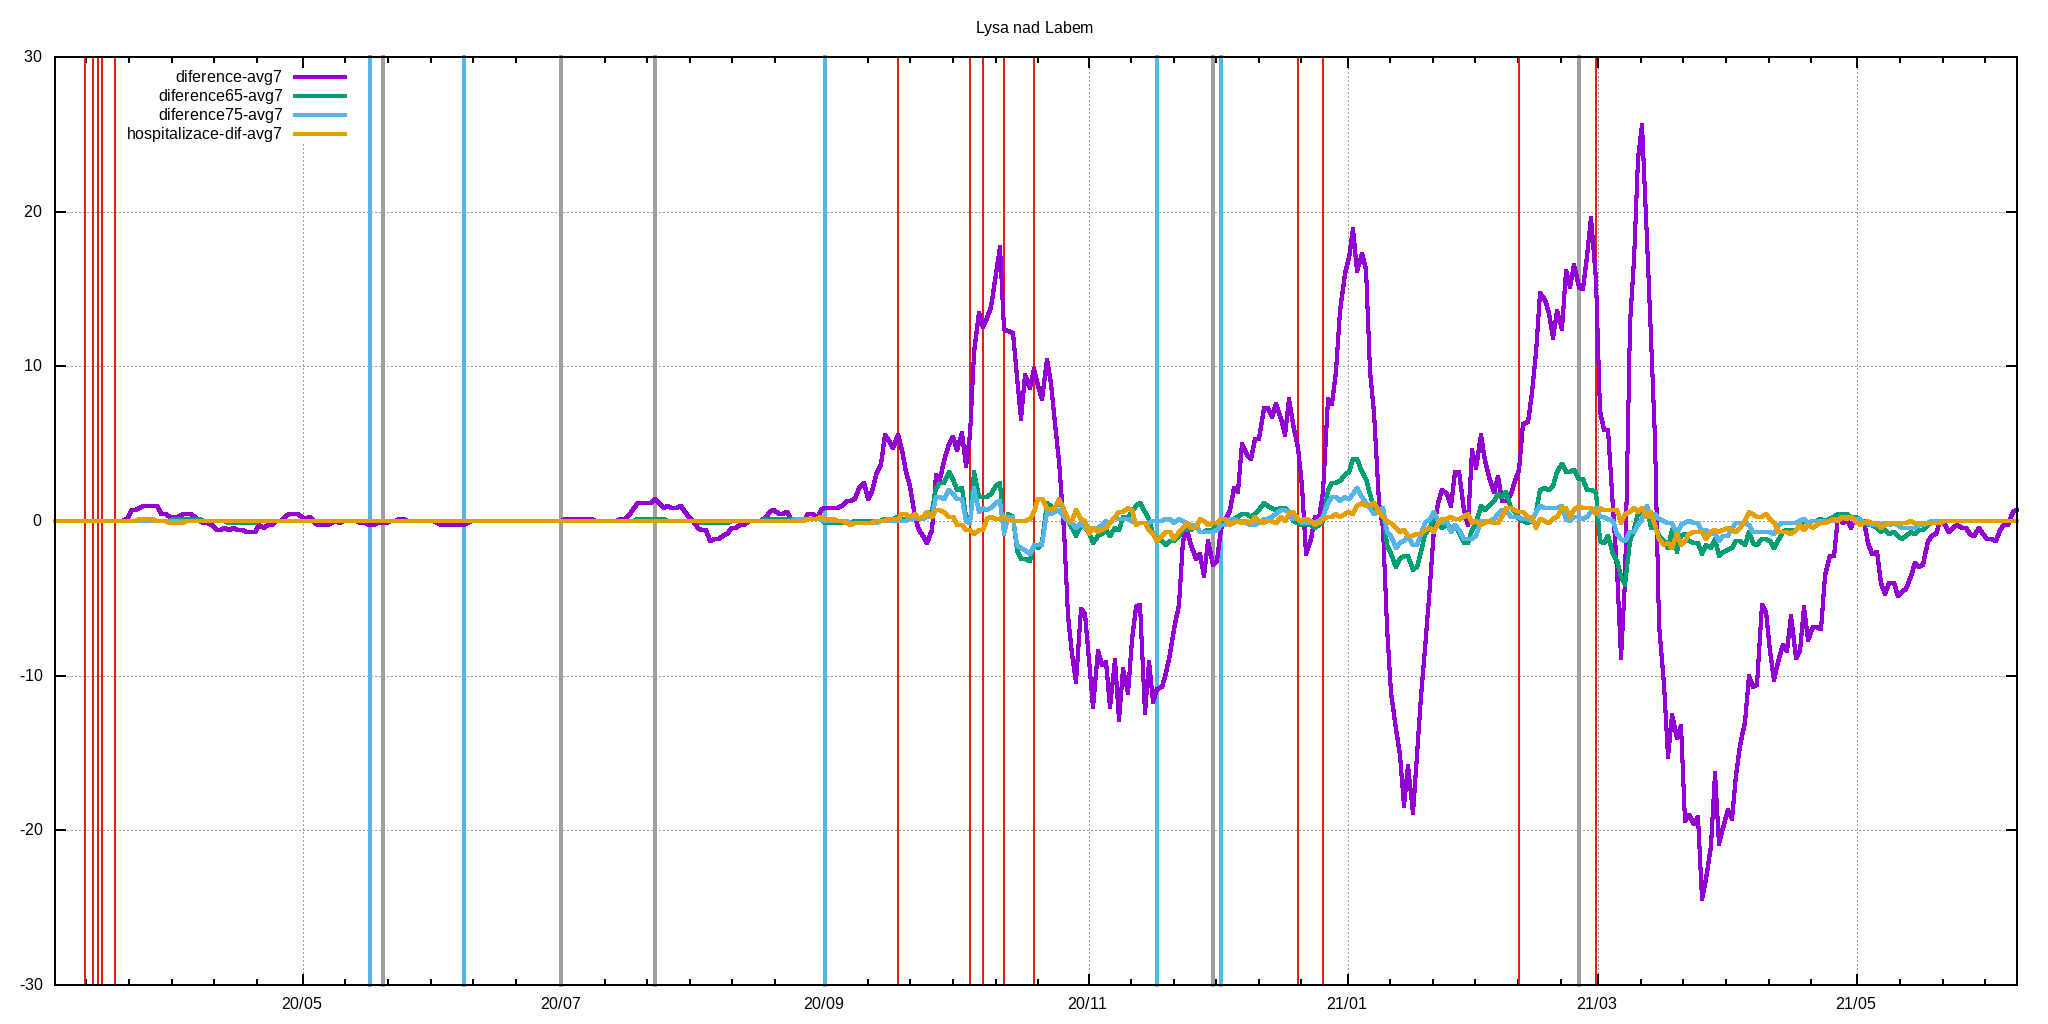 Lysa nad Labem
diference-avg7
diference65-avg7
diference75-avg7
hospitalizace-dif-avg7
30
20
10
0
-10
-20
-30
20/05 20/07 20/09 20/11 21/01 21/03 21/05